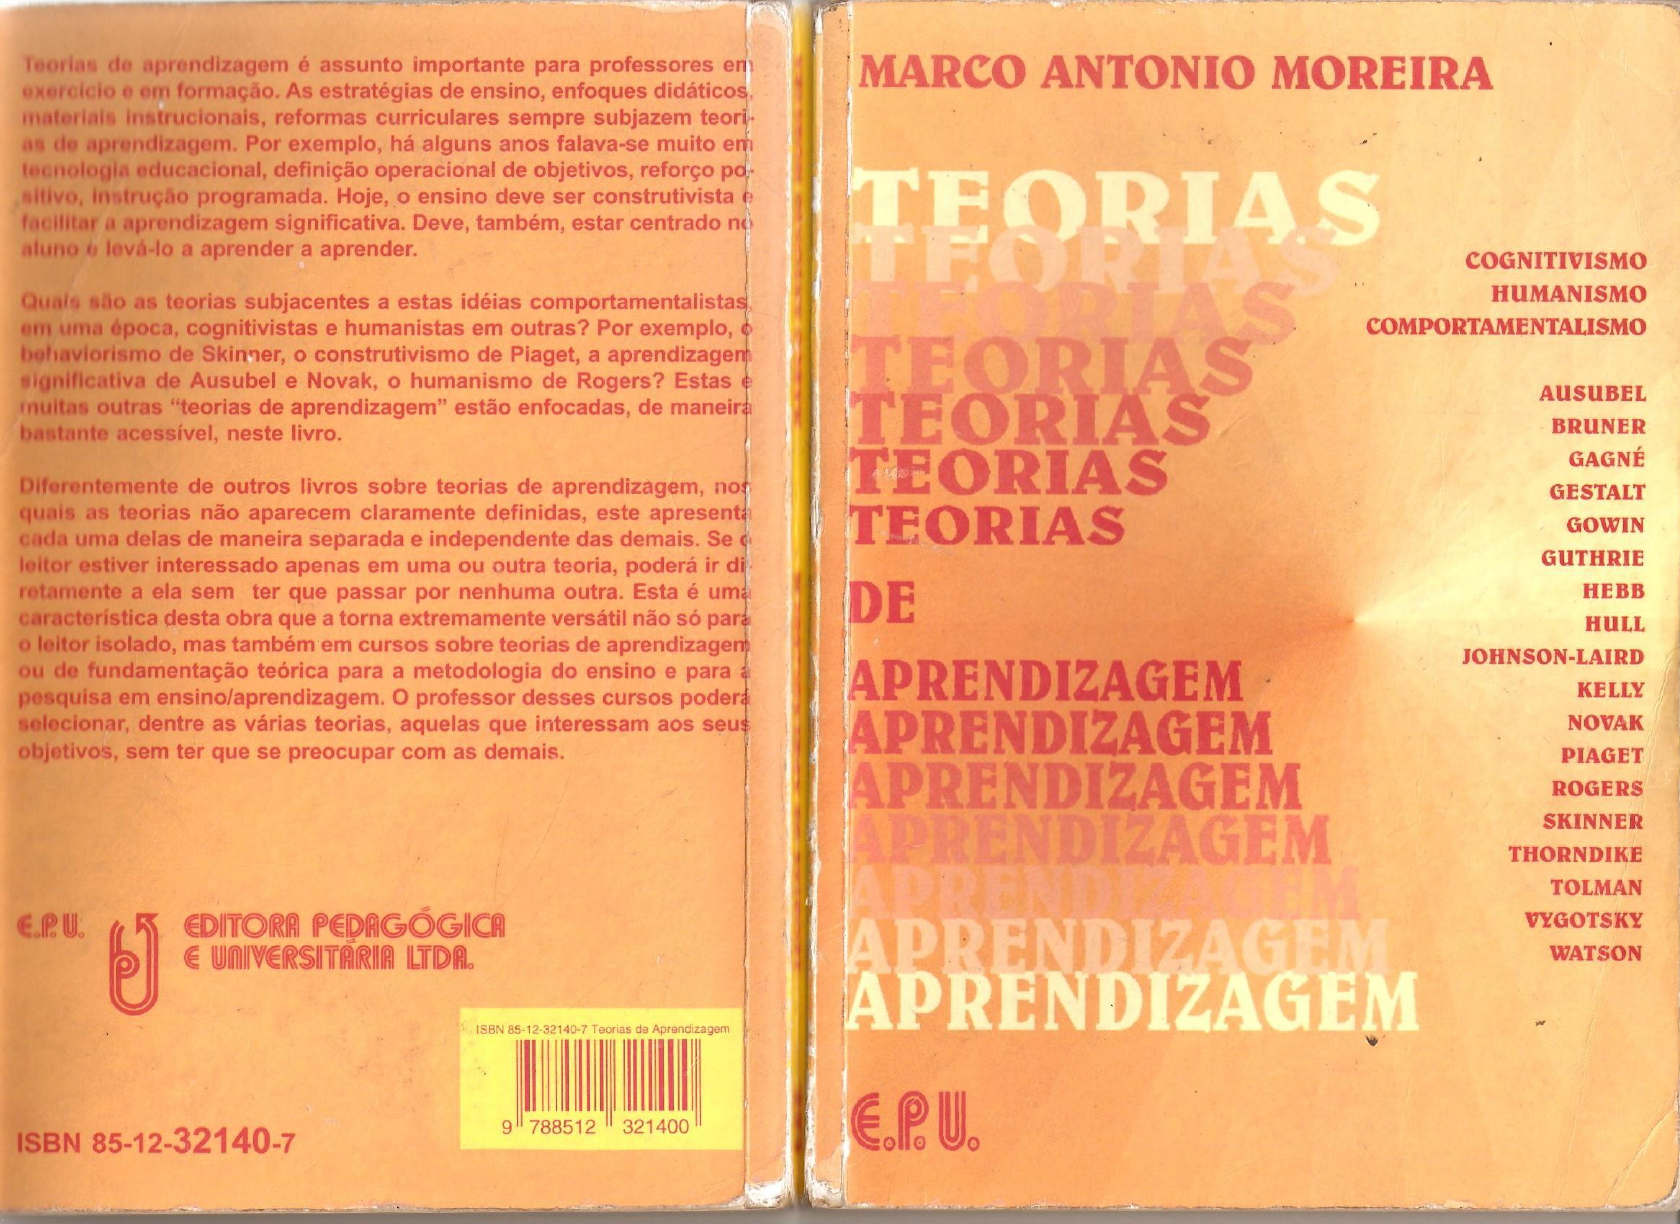 Teorias de aprendizagem é assunto importante para professores em
exercício e em formação. As estratégias de ensino, enfoques didáticos,
materiais instrucionais, reformas curriculares sempre subjazem teori-
as de aprendizagem. Por exemplo, há alguns anos falava-se muito em
tecnologia educacional, definição operacional de objetivos, reforço po-
sitivo, instrução programada. Hoje, o ensino deve ser construtivista e
facilitar a aprendizagem significativa. Deve, também, estar centrado no
aluno e levá-lo a aprender a aprender.
Quais são as teorias subjacentes a estas idéias comportamentalistas,
em uma época, cognitivistas e humanistas em outras? Por exemplo, o
behaviorismo de Skinner, o construtivismo de Piaget, a aprendizagem
significativa de Ausubel e Novak, o humanismo de Rogers? Estas e
muitas outras “teorias de aprendizagem” estão enfocadas, de maneira
bastante acessível, neste livro.
Diferentemente de outros livros sobre teorias de aprendizagem, nos
quais as teorias não aparecem claramente definidas, este apresenta
cada uma delas de maneira separada e independente das demais. Se o
leitor estiver interessado apenas em uma ou outra teoria, poderá ir di-
retamente a ela sem ter que passar por nenhuma outra. Esta é uma
característica desta obra que a torna extremamente versátil não só para
o leitor isolado, mas também em cursos sobre teorias de aprendizagem
ou de fundamentação teórica para a metodologia do ensino e para a
pesquisa em ensino/aprendizagem. O professor desses cursos poderá
selecionar, dentre as várias teorias, aquelas que interessam aos seus
objetivos, sem ter que se preocupar com as demais.
E.P.U.
EDITORA PEDAGÓGICA
E UNIVERSITÁRIA LTDA.
ISBN 85-12-32140-7 Teorias de Aprendizagem
9 788512 321400
ISBN 85-12-32140-7
MARCO ANTONIO MOREIRA
TEORIAS
TEORIAS
TEORIAS
TEORIAS
TEORIAS
TEORIAS
TEORIAS
DE
APRENDIZAGEM
APRENDIZAGEM
APRENDIZAGEM
APRENDIZAGEM
APRENDIZAGEM
APRENDIZAGEM
APRENDIZAGEM
COGNITIVISMO
HUMANISMO
COMPORTAMENTALISMO
AUSUBEL
BRUNER
GAGNÉ
GESTALT
GOWIN
GUTHRIE
HEBB
HULL
JOHNSON-LAIRD
KELLY
NOVAK
PIAGET
ROGERS
SKINNER
THORNDIKE
TOLMAN
VYGOTSKY
WATSON
E.P.U.